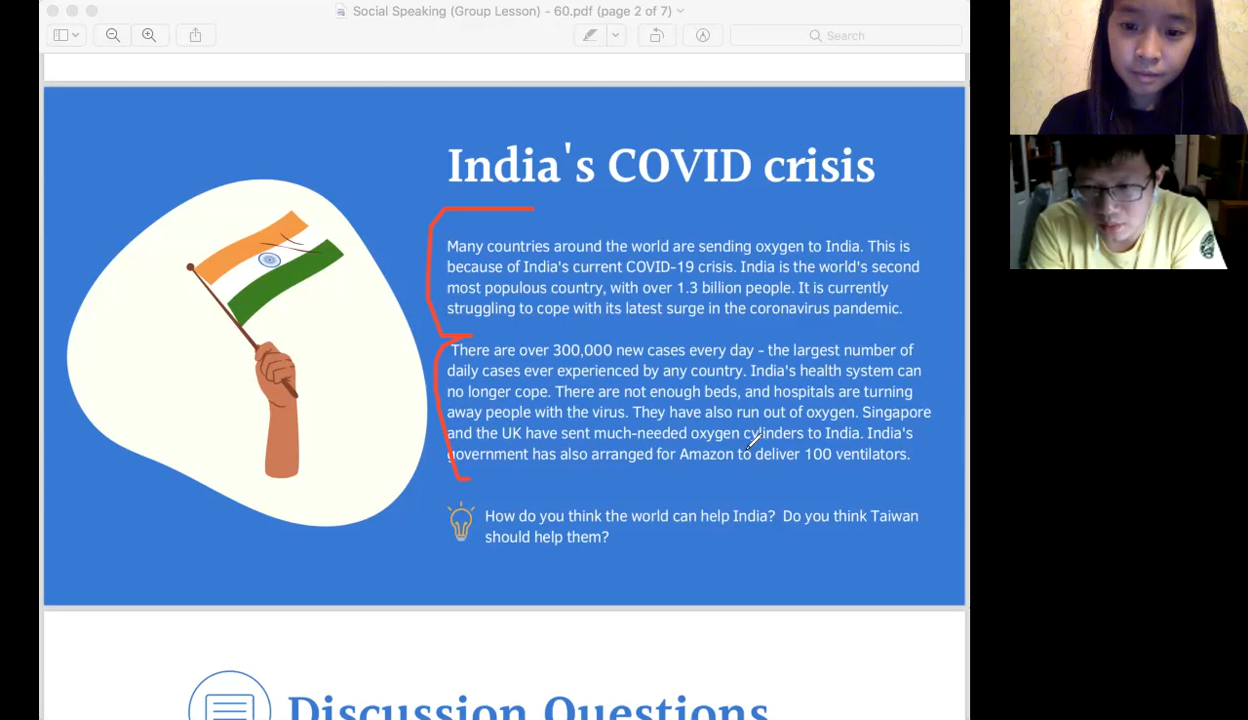 Social Speaking (Group Lesson) - 60.pdf (page 2 of 7)
Search
India's COVID crisis
Many countries around the world are sending oxygen to India. This is
because of India's current COVID-19 crisis. India is the world's second
most populous country, with over 1.3 billion people. It is currently
struggling to cope with its latest surge in the coronavirus pandemic.
There are over 300,000 new cases every day - the largest number of
daily cases ever experienced by any country. India's health system can
no longer cope. There are not enough beds, and hospitals are turning
away people with the virus. They have also run out of oxygen. Singapore
and the UK have sent much-needed oxygen cylinders to India. India's
government has also arranged for Amazon to deliver 100 ventilators.
How do you think the world can help India? Do you think Taiwan
should help them?
Discussion Questions